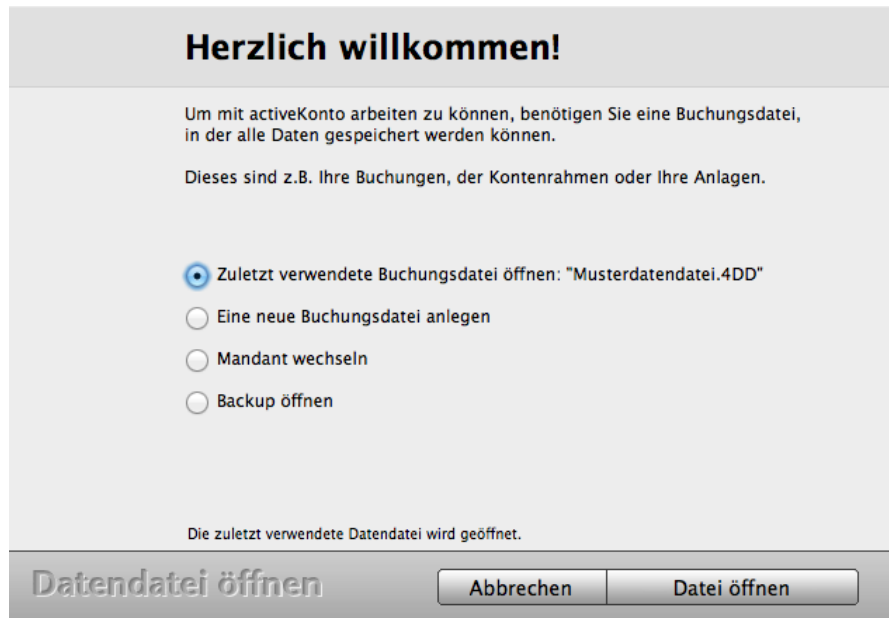 Herzlich willkommen!
Um mit activeKonto arbeiten zu können, benötigen Sie eine Buchungsdatei,
in der alle Daten gespeichert werden können.
Dieses sind z.B. Ihre Buchungen, der Kontenrahmen oder Ihre Anlagen.
Zuletzt verwendete Buchungsdatei öffnen: "Musterdatendatei.4DD"
Eine neue Buchungsdatei anlegen
Mandant wechseln
Backup öffnen
Die zuletzt verwendete Datendatei wird geöffnet.
Datendatei öffnen
Abbrechen
Datei öffnen